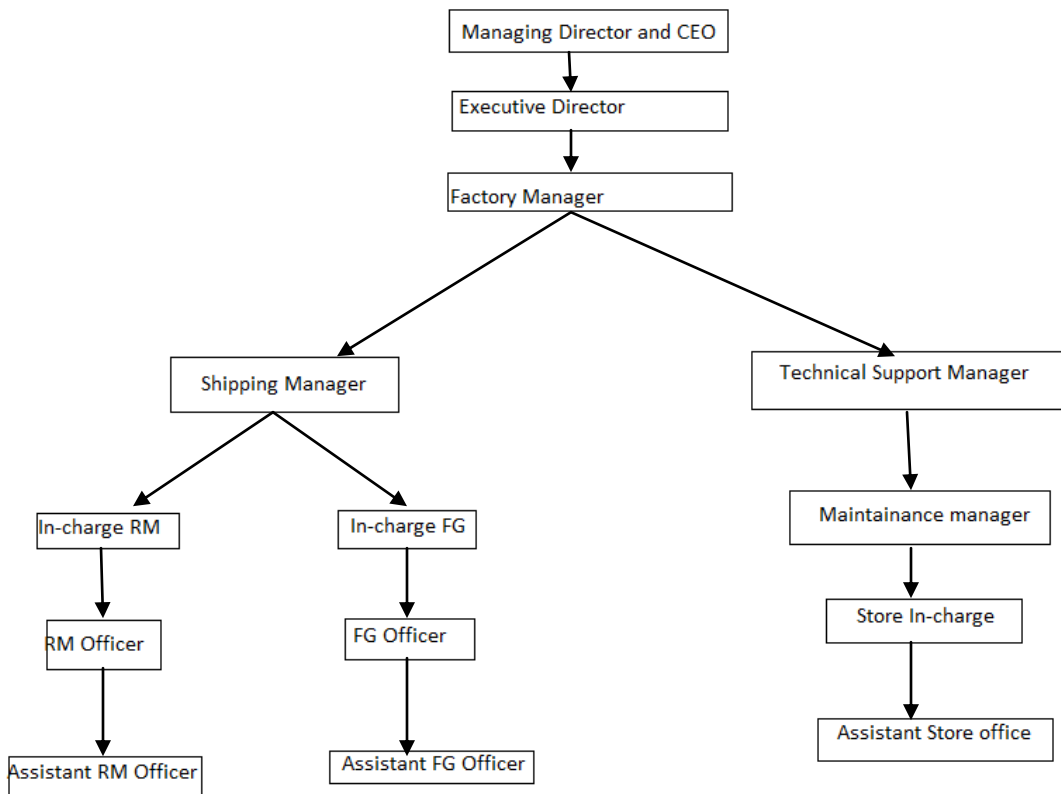 Managing Director and CEO
Executive Director
Factory Manager
Shipping Manager
Technical Support Manager
In-charge RM
In-charge FG
Maintainance manager
Store In-charge
RM Officer
FG Officer
Assistant Store office
Assistant RM Officer
Assistant FG Officer